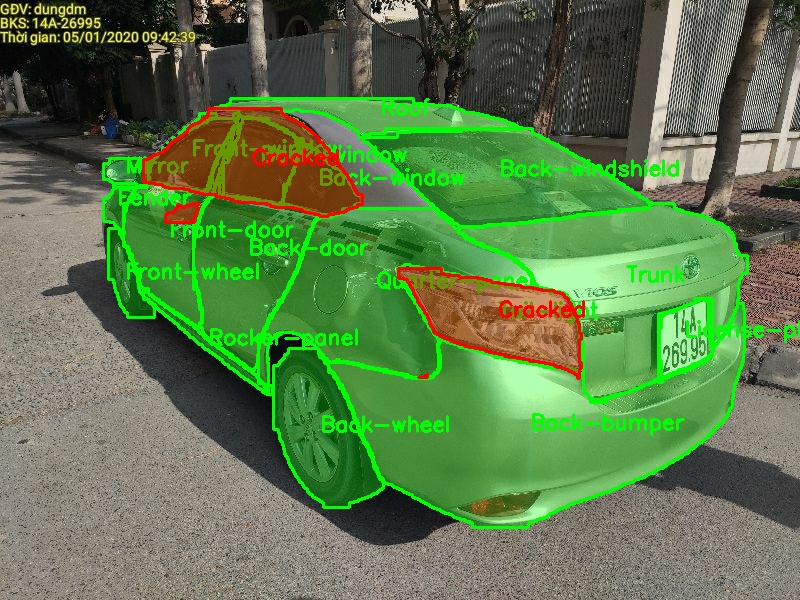 GĐV: dungdm
BKS: 14A-26995
Thời gian: 05/01/2020 09:42:39
Roof
Front-window
Cracked
window
Back-windshield
Mirror
Back-window
Fender
Front-door
Back-door
Front-wheel
Quarter-panel
Trunk
VIOS
Cracked
14A
269.95
Rocker-panel
Back-wheel
Back-bumper